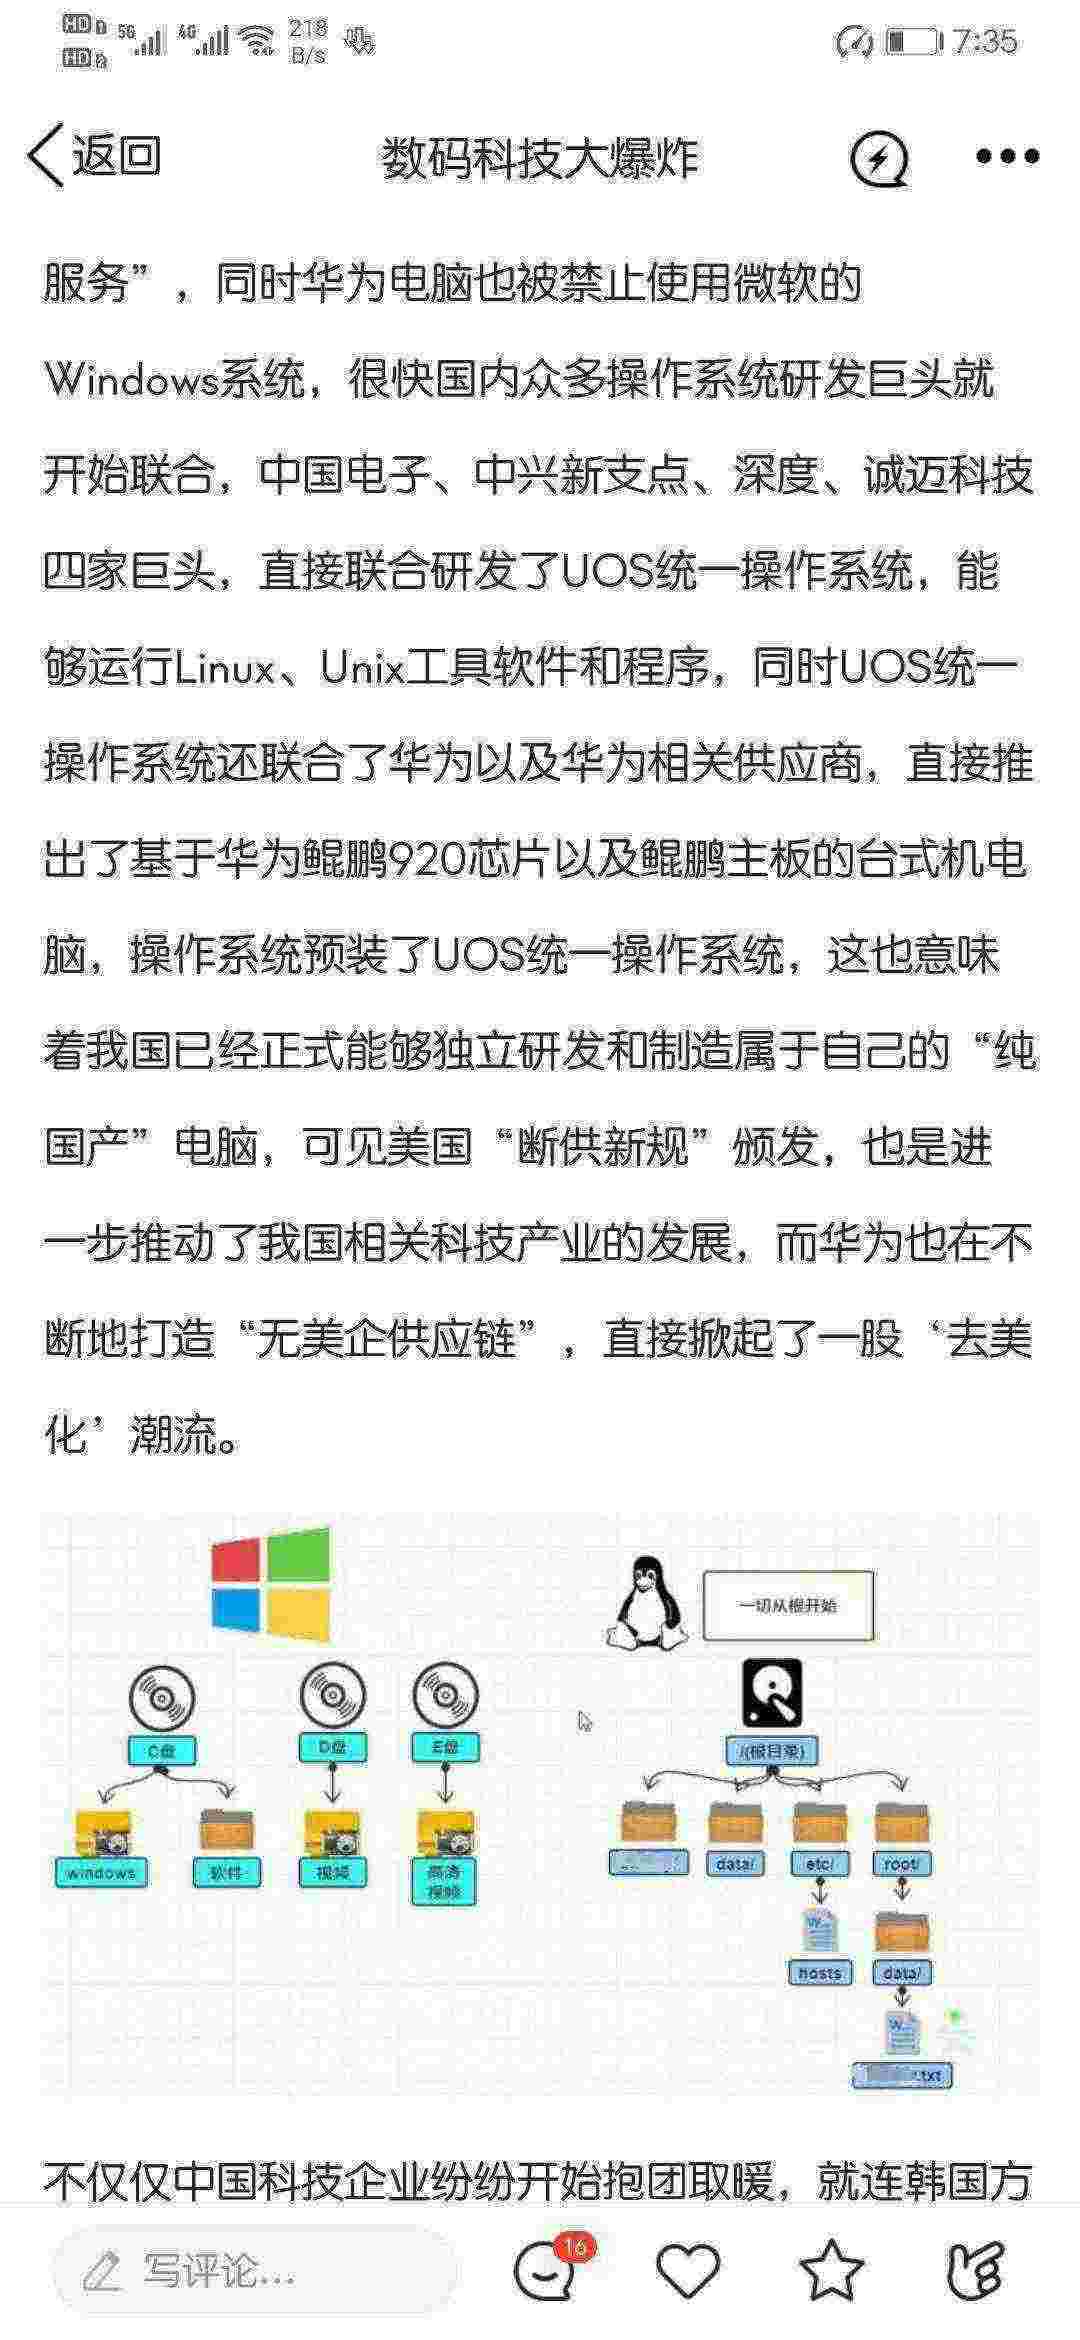 HD 1 5G 4G 218 7:35
HD 2 B/s
返回 数码科技大爆炸
服务”，同时华为电脑也被禁止使用微软的
Windows系统，很快国内众多操作系统研发巨头就
开始联合，中国电子、中兴新支点、深度、诚迈科技
四家巨头，直接联合研发了UOS统一操作系统，能
够运行Linux、Unix工具软件和程序，同时UOS统一
操作系统还联合了华为以及华为相关供应商，直接推
出了基于华为鲲鹏920芯片以及鲲鹏主板的台式机电
脑，操作系统预装了UOS统一操作系统，这也意味
着我国已经正式能够独立研发和制造属于自己的“纯
国产”电脑，可见美国“断供新规”颁发，也是进
一步推动了我国相关科技产业的发展，而华为也在不
断地打造“无美企供应链”，直接掀起了一股‘去美
化’潮流。
一切从根开始
C盘 D盘 E盘 /(根目录)
windows 软件 视频 高清
视频
data/ etc/ root/
hosts data/
.txt
不仅仅中国科技企业纷纷开始抱团取暖，就连韩国方
写评论... 16